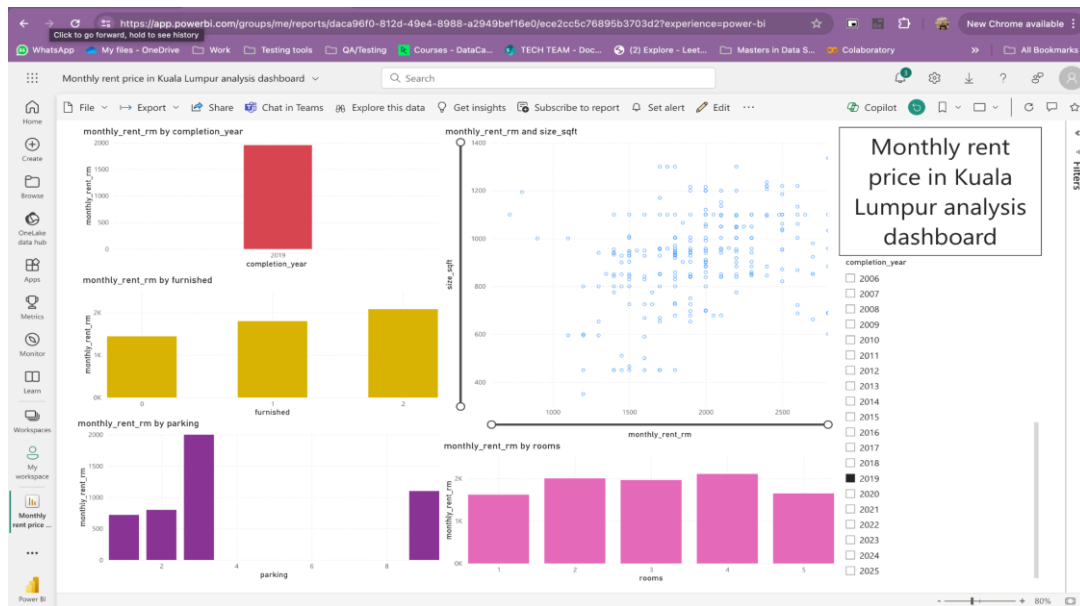 https://app.powerbi.com/groups/me/reports/daca96f0-812d-49e4-8988-a2949bef16e0/ece2cc5c76895b3703d2?experience=power-bi
New Chrome available
Click to go forward, hold to see history
WhatsApp
My files - OneDrive
Work
Testing tools
QA/Testing
Courses - DataCa...
TECH TEAM - Doc...
(2) Explore - Leet...
Masters in Data S...
Colaboratory
»
All Bookmarks
Monthly rent price in Kuala Lumpur analysis dashboard
Search
1
A
File
Export
Share
Chat in Teams
Explore this data
Get insights
Subscribe to report
Set alert
Edit
...
Copilot
Home
Create
Browse
OneLake
data hub
Apps
Metrics
Monitor
Learn
Workspaces
My
workspace
Monthly
rent price ...
...
Power BI
monthly_rent_rm by completion_year
monthly_rent_rm
2000
1500
1000
500
0
2019
completion_year
monthly_rent_rm by furnished
monthly_rent_rm
2K
1K
0K
0
1
2
furnished
monthly_rent_rm by parking
monthly_rent_rm
2000
1500
1000
500
0
2
4
6
8
parking
monthly_rent_rm and size_sqft
size_sqft
1400
1200
1000
800
600
400
1000
1500
2000
2500
monthly_rent_rm
monthly_rent_rm by rooms
monthly_rent_rm
2K
1K
0K
1
2
3
4
5
rooms
Monthly rent
price in Kuala
Lumpur analysis
dashboard
completion_year
2006
2007
2008
2009
2010
2011
2012
2013
2014
2015
2016
2017
2018
2019
2020
2021
2022
2023
2024
2025
Filters
- + 80%